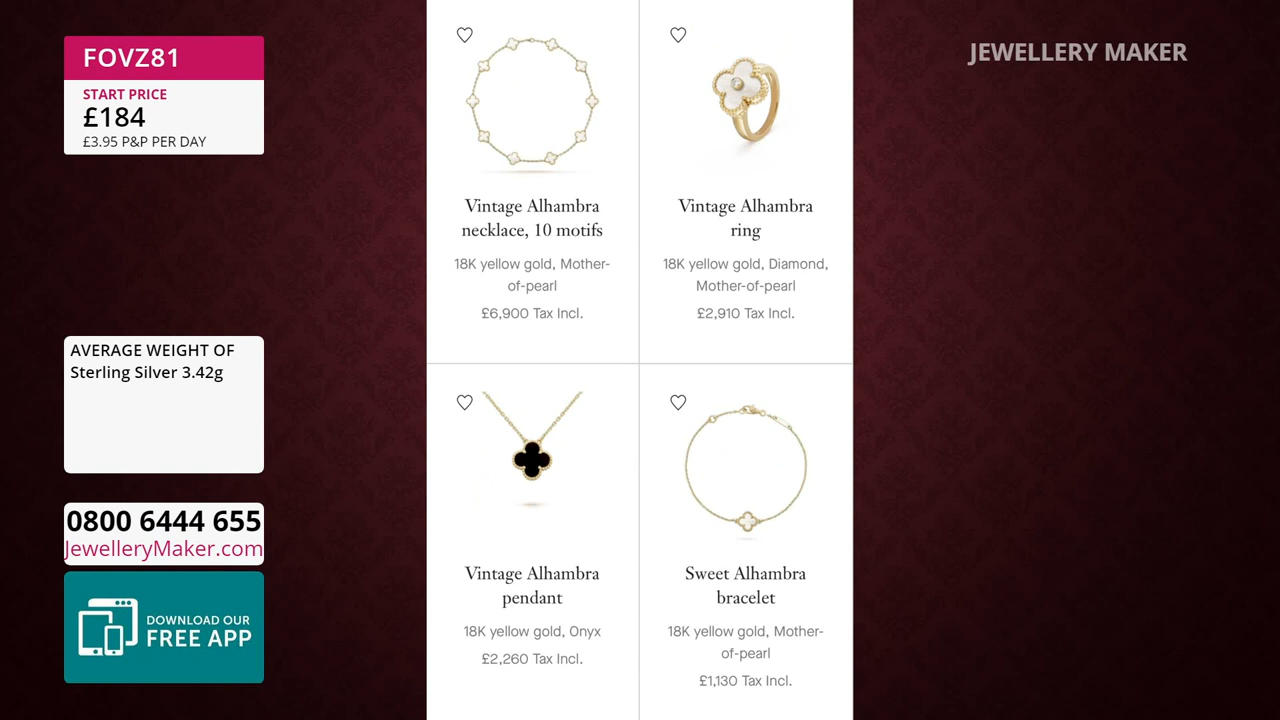 FOVZ81
START PRICE
£184
£3.95 P&P PER DAY
AVERAGE WEIGHT OF
Sterling Silver 3.42g
0800 6444 655
JewelleryMaker.com
DOWNLOAD OUR
FREE APP
Vintage Alhambra
necklace, 10 motifs
18K yellow gold, Mother-
of-pearl
£6,900 Tax Incl.
Vintage Alhambra
ring
18K yellow gold, Diamond,
Mother-of-pearl
£2,910 Tax Incl.
Vintage Alhambra
pendant
18K yellow gold, Onyx
£2,260 Tax Incl.
Sweet Alhambra
bracelet
18K yellow gold, Mother-
of-pearl
£1,130 Tax Incl.
JEWELLERY MAKER